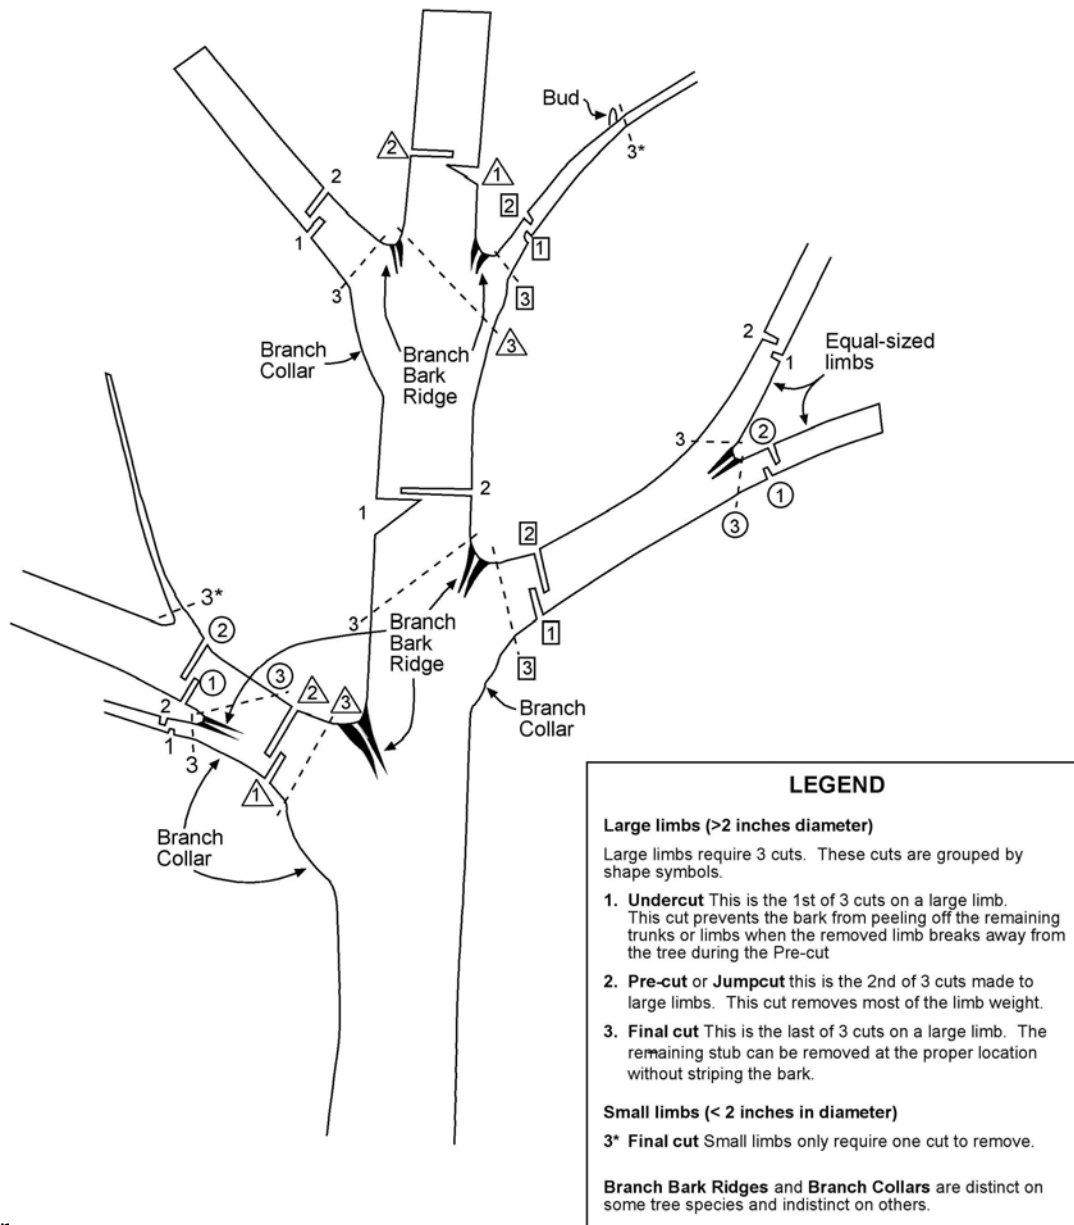 Bud
3*
2
1
2
1
2
1
3
3
3
Branch
Collar
Branch
Bark
Ridge
2
1
Equal-sized
limbs
3
2
1
3
2
1
2
1
3
3
Branch
Bark
Ridge
Branch
Collar
3*
2
1
3
2
3
2
1
3
1
Branch
Collar
LEGEND
Large limbs (>2 inches diameter)
Large limbs require 3 cuts. These cuts are grouped by
shape symbols.
1. Undercut This is the 1st of 3 cuts on a large limb.
This cut prevents the bark from peeling off the remaining
trunks or limbs when the removed limb breaks away from
the tree during the Pre-cut
2. Pre-cut or Jumpcut this is the 2nd of 3 cuts made to
large limbs. This cut removes most of the limb weight.
3. Final cut This is the last of 3 cuts on a large limb. The
remaining stub can be removed at the proper location
without striping the bark.
Small limbs (< 2 inches in diameter)
3* Final cut Small limbs only require one cut to remove.
Branch Bark Ridges and Branch Collars are distinct on
some tree species and indistinct on others.